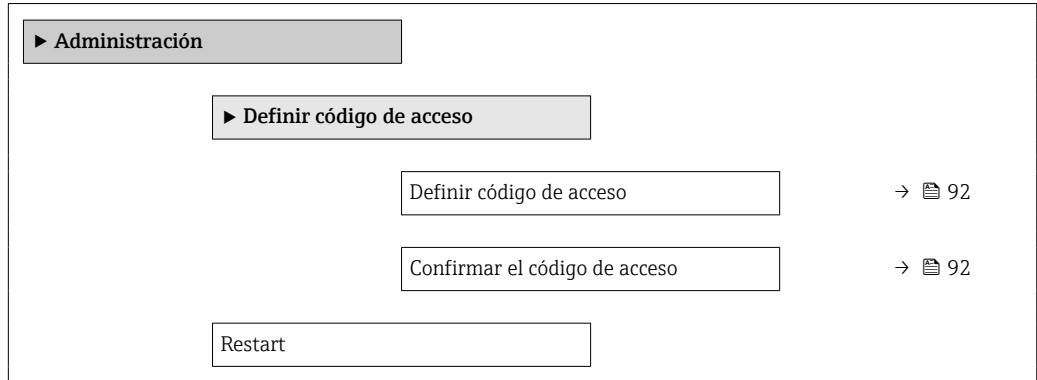 ▶ Administración
▶ Definir código de acceso
Definir código de acceso → 92
Confirmar el código de acceso → 92
Restart